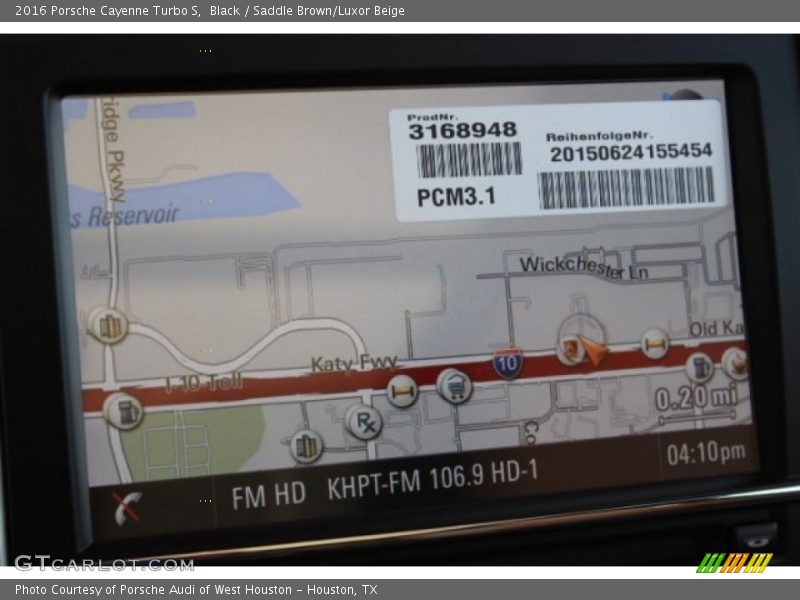 2016 Porsche Cayenne Turbo S,  Black / Saddle Brown/Luxor Beige
ridge Pkwy
s Reservoir
ProdNr.
3168948
PCM3.1
ReihenfolgeNr.
20150624155454
Wickchester Ln
Old Ka
Katy Fwy
10
I-10 Toll
Rx
Co
0.20 mi
FM HD
KHPT-FM 106.9 HD-1
04:10pm
GTcarlot.com
Photo Courtesy of Porsche Audi of West Houston - Houston, TX